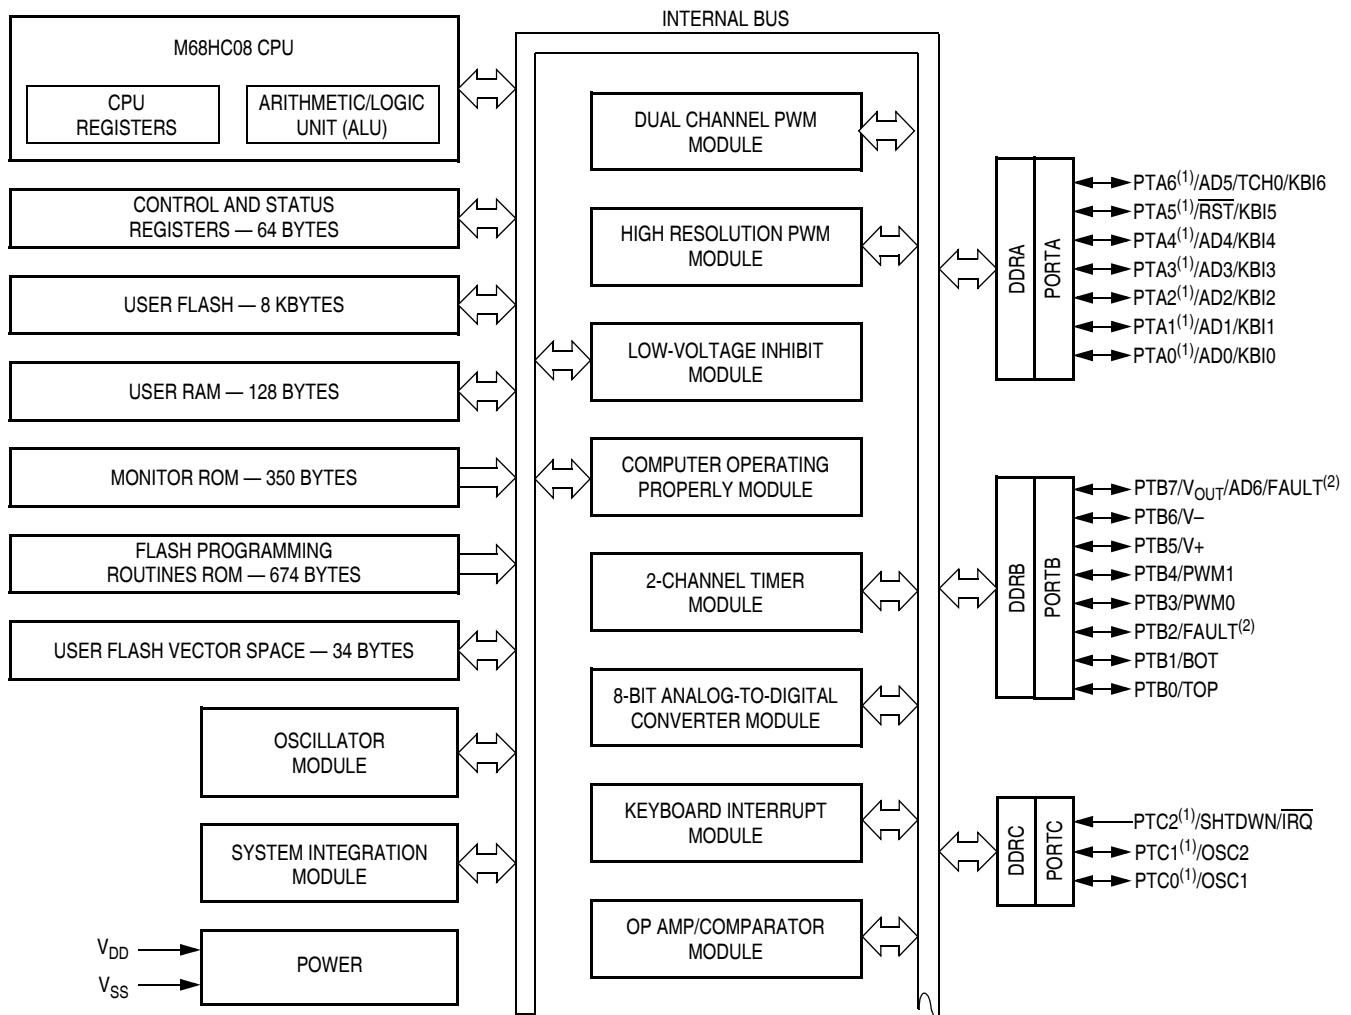 INTERNAL BUS
M68HC08 CPU
CPU
REGISTERS
ARITHMETIC/LOGIC
UNIT (ALU)
CONTROL AND STATUS
REGISTERS — 64 BYTES
USER FLASH — 8 KBYTES
USER RAM — 128 BYTES
MONITOR ROM — 350 BYTES
FLASH PROGRAMMING
ROUTINES ROM — 674 BYTES
USER FLASH VECTOR SPACE — 34 BYTES
OSCILLATOR
MODULE
SYSTEM INTEGRATION
MODULE
VDD
VSS
POWER
DUAL CHANNEL PWM
MODULE
HIGH RESOLUTION PWM
MODULE
LOW-VOLTAGE INHIBIT
MODULE
COMPUTER OPERATING
PROPERLY MODULE
2-CHANNEL TIMER
MODULE
8-BIT ANALOG-TO-DIGITAL
CONVERTER MODULE
KEYBOARD INTERRUPT
MODULE
OP AMP/COMPARATOR
MODULE
DDRA
PORTA
PTA6(1)/AD5/TCH0/KBI6
PTA5(1)/RST/KBI5
PTA4(1)/AD4/KBI4
PTA3(1)/AD3/KBI3
PTA2(1)/AD2/KBI2
PTA1(1)/AD1/KBI1
PTA0(1)/AD0/KBI0
DDRB
PORTB
PTB7/VOUT/AD6/FAULT(2)
PTB6/V–
PTB5/V+
PTB4/PWM1
PTB3/PWM0
PTB2/FAULT(2)
PTB1/BOT
PTB0/TOP
DDRC
PORTC
PTC2(1)/SHTDWN/IRQ
PTC1(1)/OSC2
PTC0(1)/OSC1